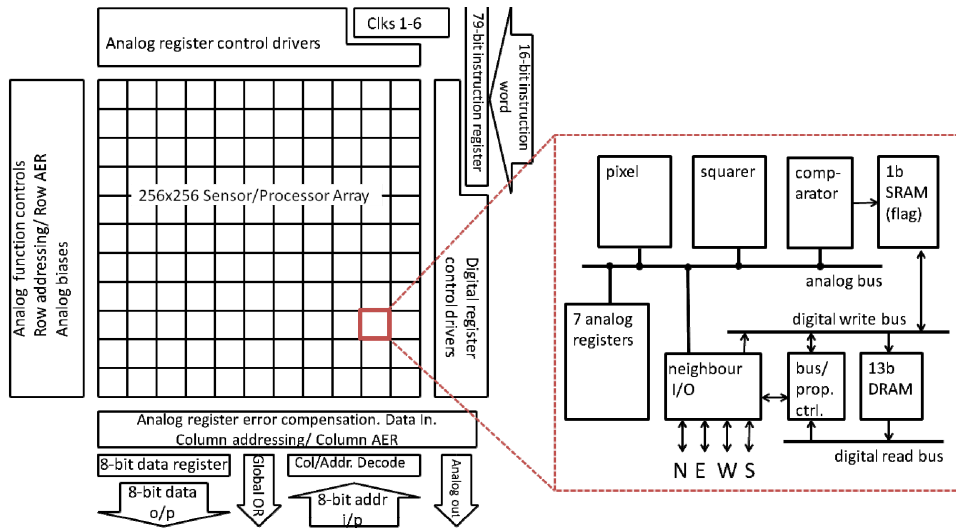 Analog register control drivers
Clks 1-6
79-bit instruction register
16-bit instruction
word
Analog function controls
Row addressing/ Row AER
Analog biases
256x256 Sensor/Processor Array
Digital register
control drivers
Analog register error compensation. Data In.
Column addressing/ Column AER
8-bit data register
8-bit data
o/p
Global OR
Col/Addr. Decode
8-bit addr
i/p
Analog out
pixel
squarer
comp-
arator
1b
SRAM
(flag)
analog bus
7 analog
registers
digital write bus
neighbour
I/O
bus/
prop.
ctrl.
13b
DRAM
digital read bus
N E W S